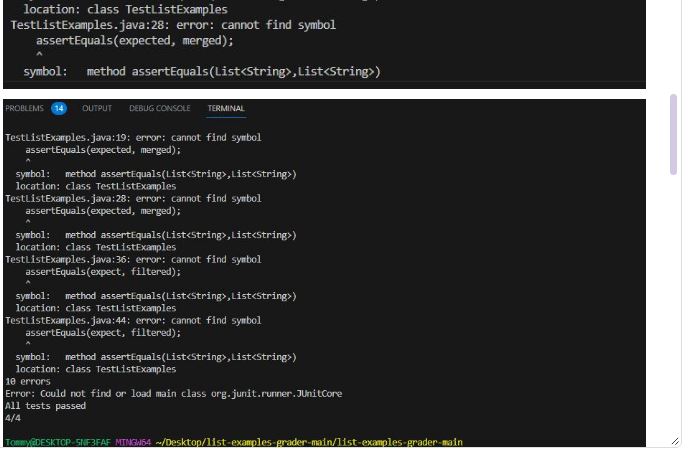 location: class TestListExamples
TestListExamples.java:28: error: cannot find symbol
assertEquals(expected, merged);
^
symbol: method assertEquals(List<String>,List<String>)
PROBLEMS 14 OUTPUT DEBUG CONSOLE TERMINAL
TestListExamples.java:19: error: cannot find symbol
assertEquals(expected, merged);
^
symbol: method assertEquals(List<String>,List<String>)
location: class TestListExamples
TestListExamples.java:28: error: cannot find symbol
assertEquals(expected, merged);
^
symbol: method assertEquals(List<String>,List<String>)
location: class TestListExamples
TestListExamples.java:36: error: cannot find symbol
assertEquals(expect, filtered);
^
symbol: method assertEquals(List<String>,List<String>)
location: class TestListExamples
TestListExamples.java:44: error: cannot find symbol
assertEquals(expect, filtered);
^
symbol: method assertEquals(List<String>,List<String>)
location: class TestListExamples
10 errors
Error: Could not find or load main class org.junit.runner.JUnitCore
All tests passed
4/4
Tommy@DESKTOP-5NF3FAF MINGW64 ~/Desktop/list-examples-grader-main/list-examples-grader-main